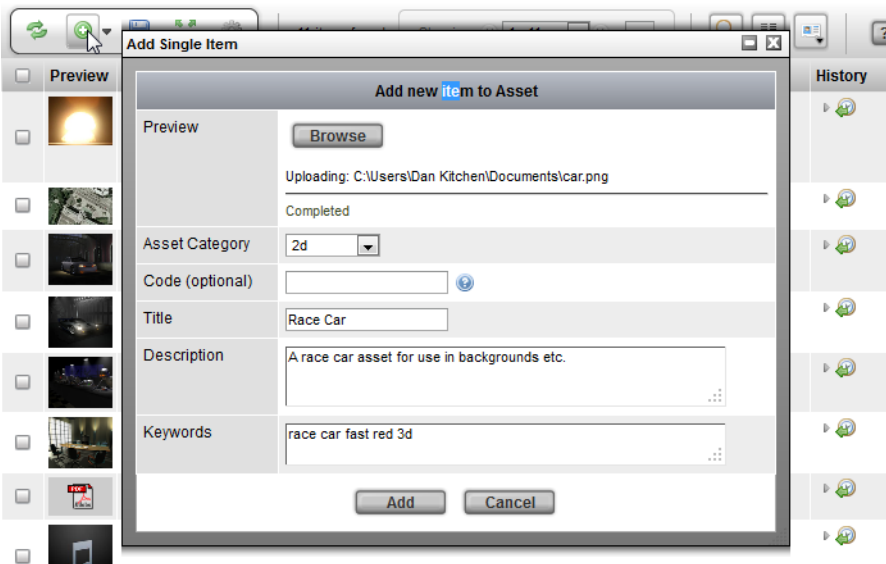 Add Single Item
Preview
History
Add new item to Asset
Preview
Browse
Uploading: C:\Users\Dan Kitchen\Documents\car.png
Completed
Asset Category
2d
Code (optional)
?
Title
Race Car
Description
A race car asset for use in backgrounds etc.
Keywords
race car fast red 3d
Add
Cancel
PDF